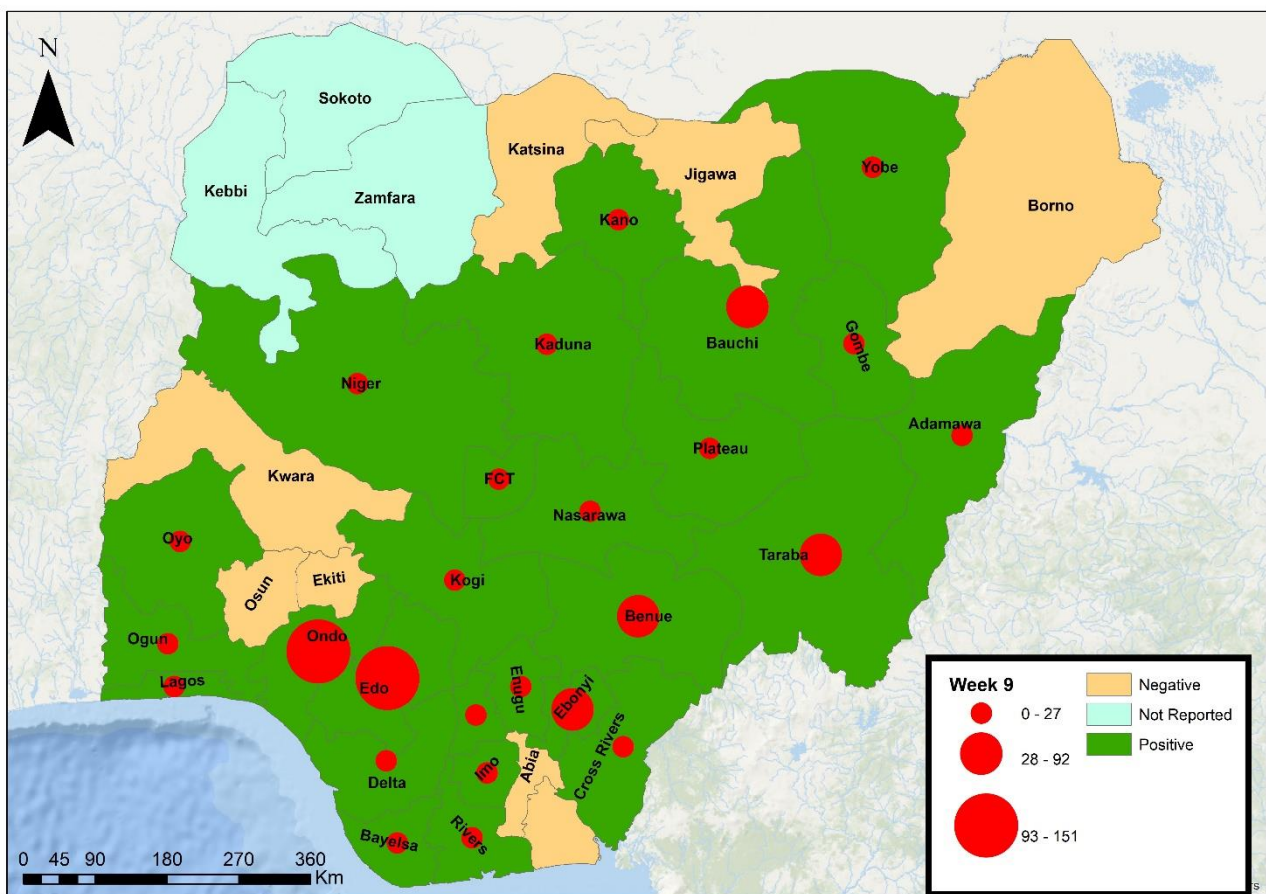 N
Sokoto
Katsina
Kebbi
Zamfara
Jigawa
Yobe
Borno
Kano
Kaduna
Bauchi
Gombe
Niger
Adamawa
Plateau
Kwara
FCT
Nasarawa
Oyo
Taraba
Osun
Ekiti
Kogi
Benue
Ogun
Ondo
Lagos
Edo
Enugu
Ebonyi
Cross Rivers
Delta
Imo
Abia
Bayelsa
Rivers
0 45 90 180 270 360
Km
Week 9
0 - 27
28 - 92
93 - 151
Negative
Not Reported
Positive